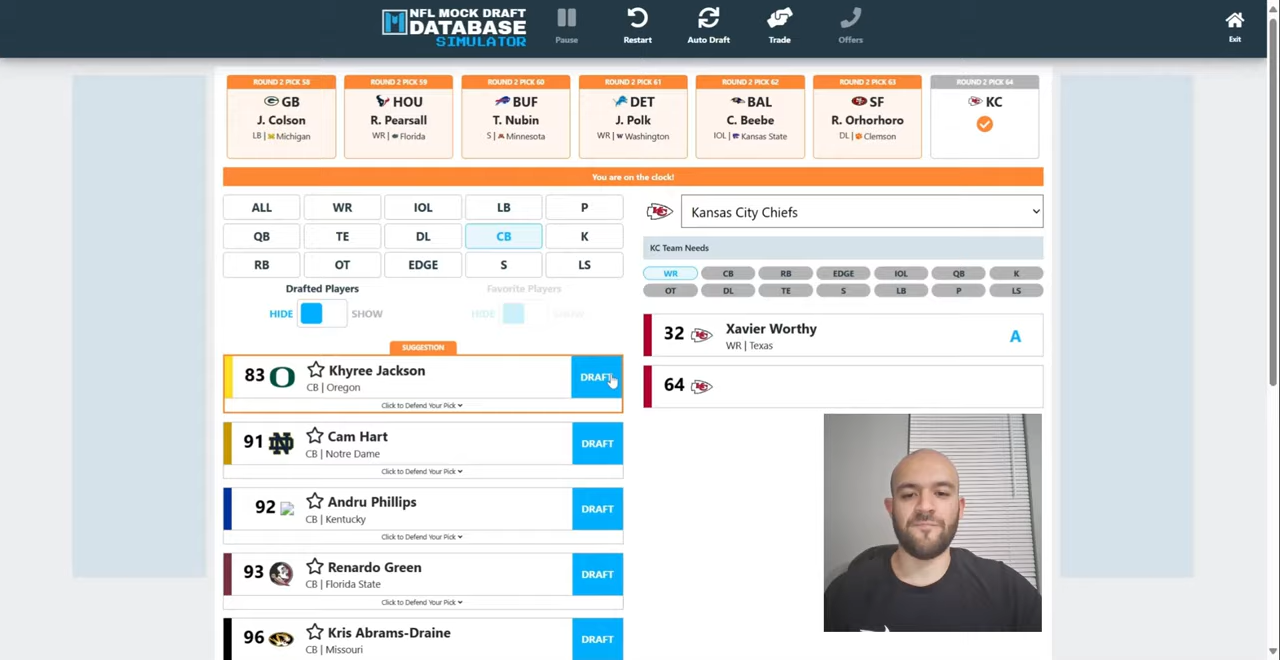 NFL MOCK DRAFT
DATABASE
SIMULATOR
Pause
Restart
Auto Draft
Trade
Offers
Exit
ROUND 2 PICK 58
GB
J. Colson
LB | Michigan
ROUND 2 PICK 59
HOU
R. Pearsall
WR | Florida
ROUND 2 PICK 60
BUF
T. Nubin
S | Minnesota
ROUND 2 PICK 61
DET
J. Polk
WR | Washington
ROUND 2 PICK 62
BAL
C. Beebe
IOL | Kansas State
ROUND 2 PICK 63
SF
R. Orhorhoro
DL | Clemson
ROUND 2 PICK 64
KC
You are on the clock!
ALL WR IOL LB P
QB TE DL CB K
RB OT EDGE S LS
Drafted Players
HIDE SHOW
Favorite Players
HIDE SHOW
SUGGESTION
83 Khyree Jackson
CB | Oregon
DRAFT
Click to Defend Your Pick
91 Cam Hart
CB | Notre Dame
DRAFT
Click to Defend Your Pick
92 Andru Phillips
CB | Kentucky
DRAFT
Click to Defend Your Pick
93 Renardo Green
CB | Florida State
DRAFT
Click to Defend Your Pick
96 Kris Abrams-Draine
CB | Missouri
DRAFT
Kansas City Chiefs
KC Team Needs
WR CB RB EDGE IOL QB K
OT DL TE S LB P LS
32 Xavier Worthy
WR | Texas
A
64